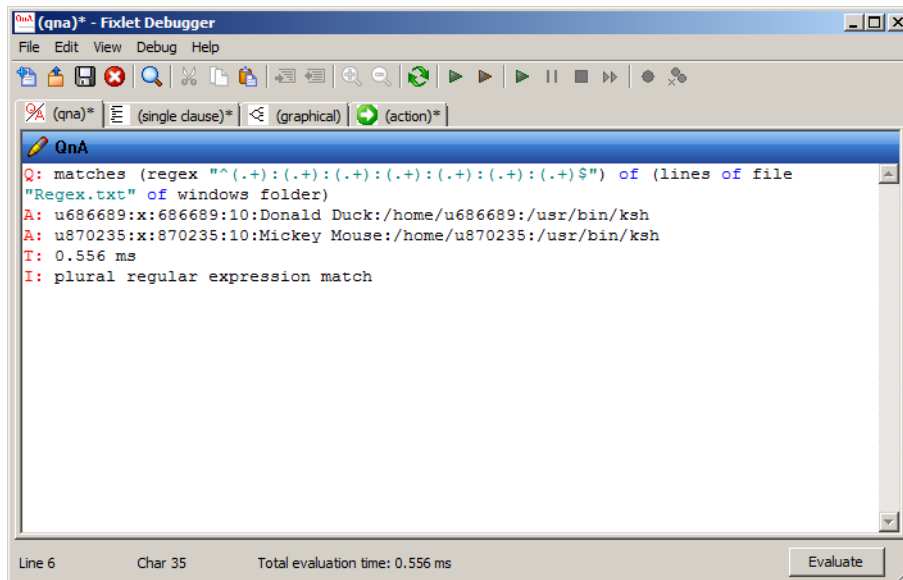 QnA (qna)* - Fixlet Debugger
File Edit View Debug Help
(qna)* (single clause)* (graphical) (action)*
QnA
Q: matches (regex "^(.+):(.+):(.+):(.+):(.+):(.+):(.+)$") of (lines of file
"Regex.txt" of windows folder)
A: u686689:x:686689:10:Donald Duck:/home/u686689:/usr/bin/ksh
A: u870235:x:870235:10:Mickey Mouse:/home/u870235:/usr/bin/ksh
T: 0.556 ms
I: plural regular expression match
Line 6 Char 35 Total evaluation time: 0.556 ms Evaluate